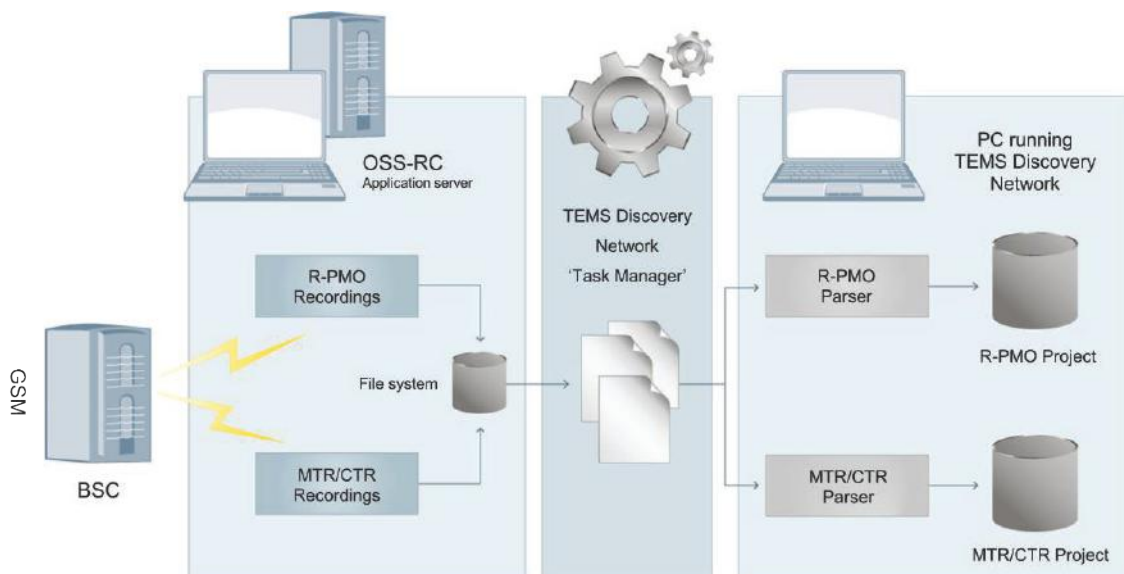 GSM
BSC
OSS-RC
Application server
R-PMO
Recordings
File system
MTR/CTR
Recordings
TEMS Discovery
Network
‘Task Manager’
PC running
TEMS Discovery
Network
R-PMO
Parser
R-PMO Project
MTR/CTR
Parser
MTR/CTR Project